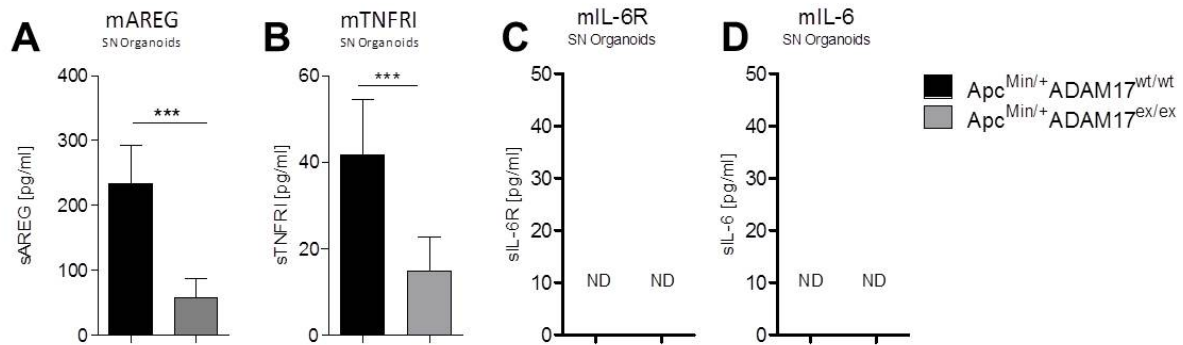 A
mAREG
SN Organoids
400
300
200
100
0
sAREG [pg/ml]
***
B
mTNFRI
SN Organoids
60
40
20
0
sTNFRI [pg/ml]
***
C
mIL-6R
SN Organoids
50
40
30
20
10
0
sIL-6R [pg/ml]
ND ND
D
mIL-6
SN Organoids
50
40
30
20
10
0
sIL-6 [pg/ml]
ND ND
Apc^Min/+ ADAM17^wt/wt
Apc^Min/+ ADAM17^ex/ex